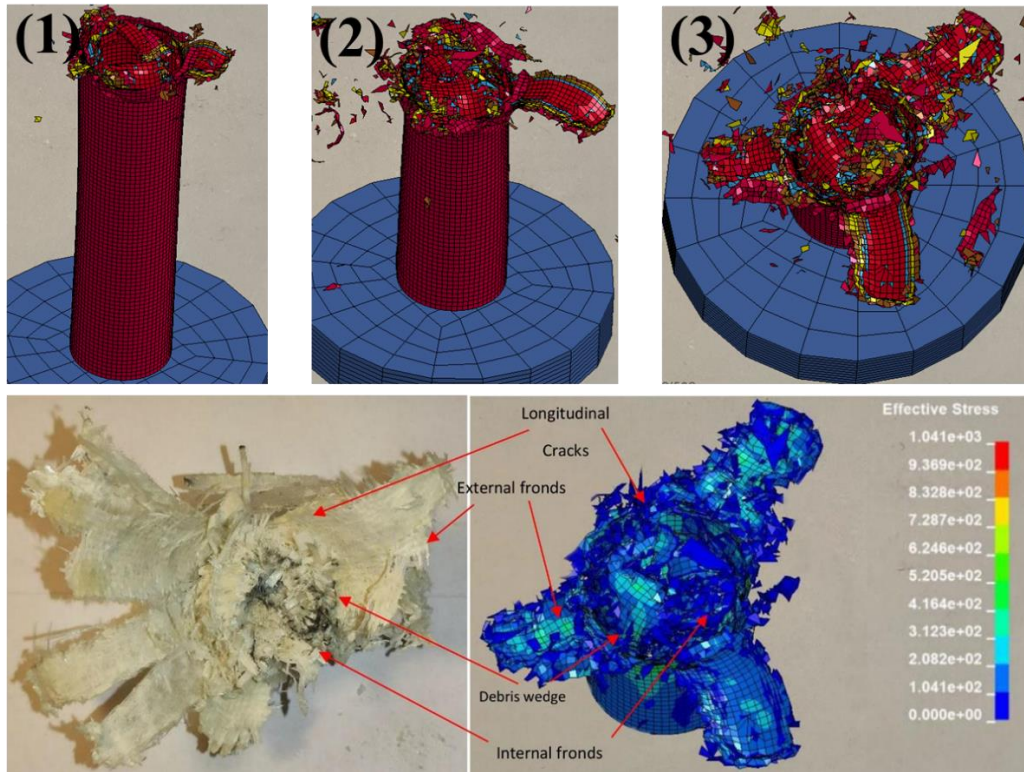 (1)
(2)
(3)
Longitudinal
Cracks
External fronds
Debris wedge
Internal fronds
Effective Stress
1.041e+03
9.369e+02
8.328e+02
7.287e+02
6.246e+02
5.205e+02
4.164e+02
3.123e+02
2.082e+02
1.041e+02
0.000e+00